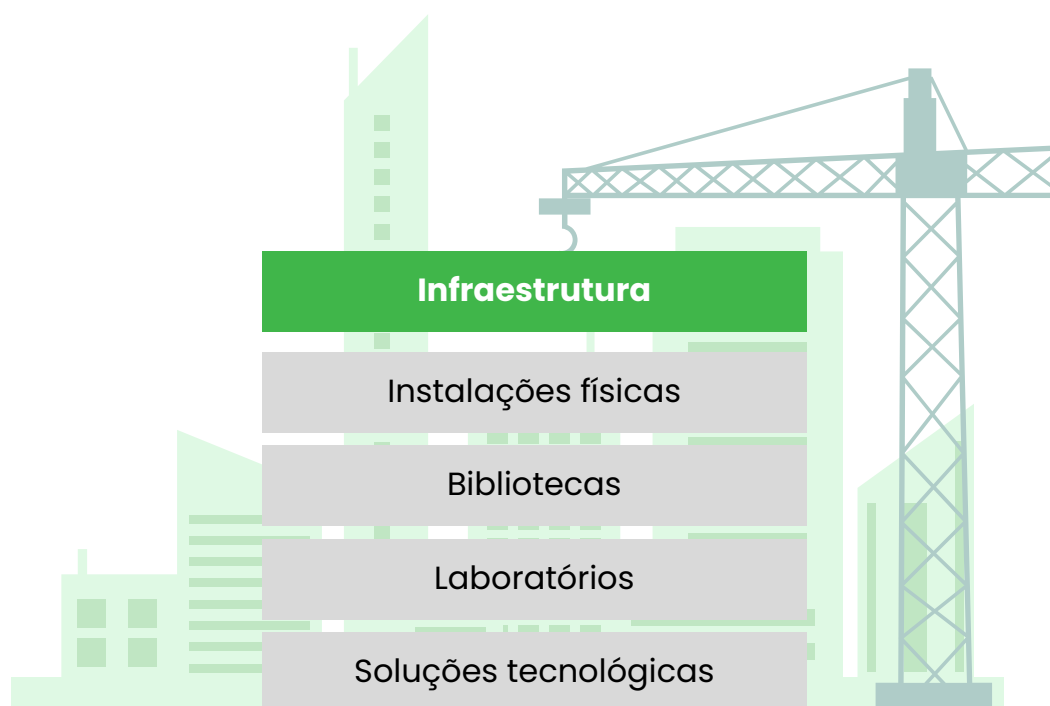 Infraestrutura
Instalações físicas
Bibliotecas
Laboratórios
Soluções tecnológicas